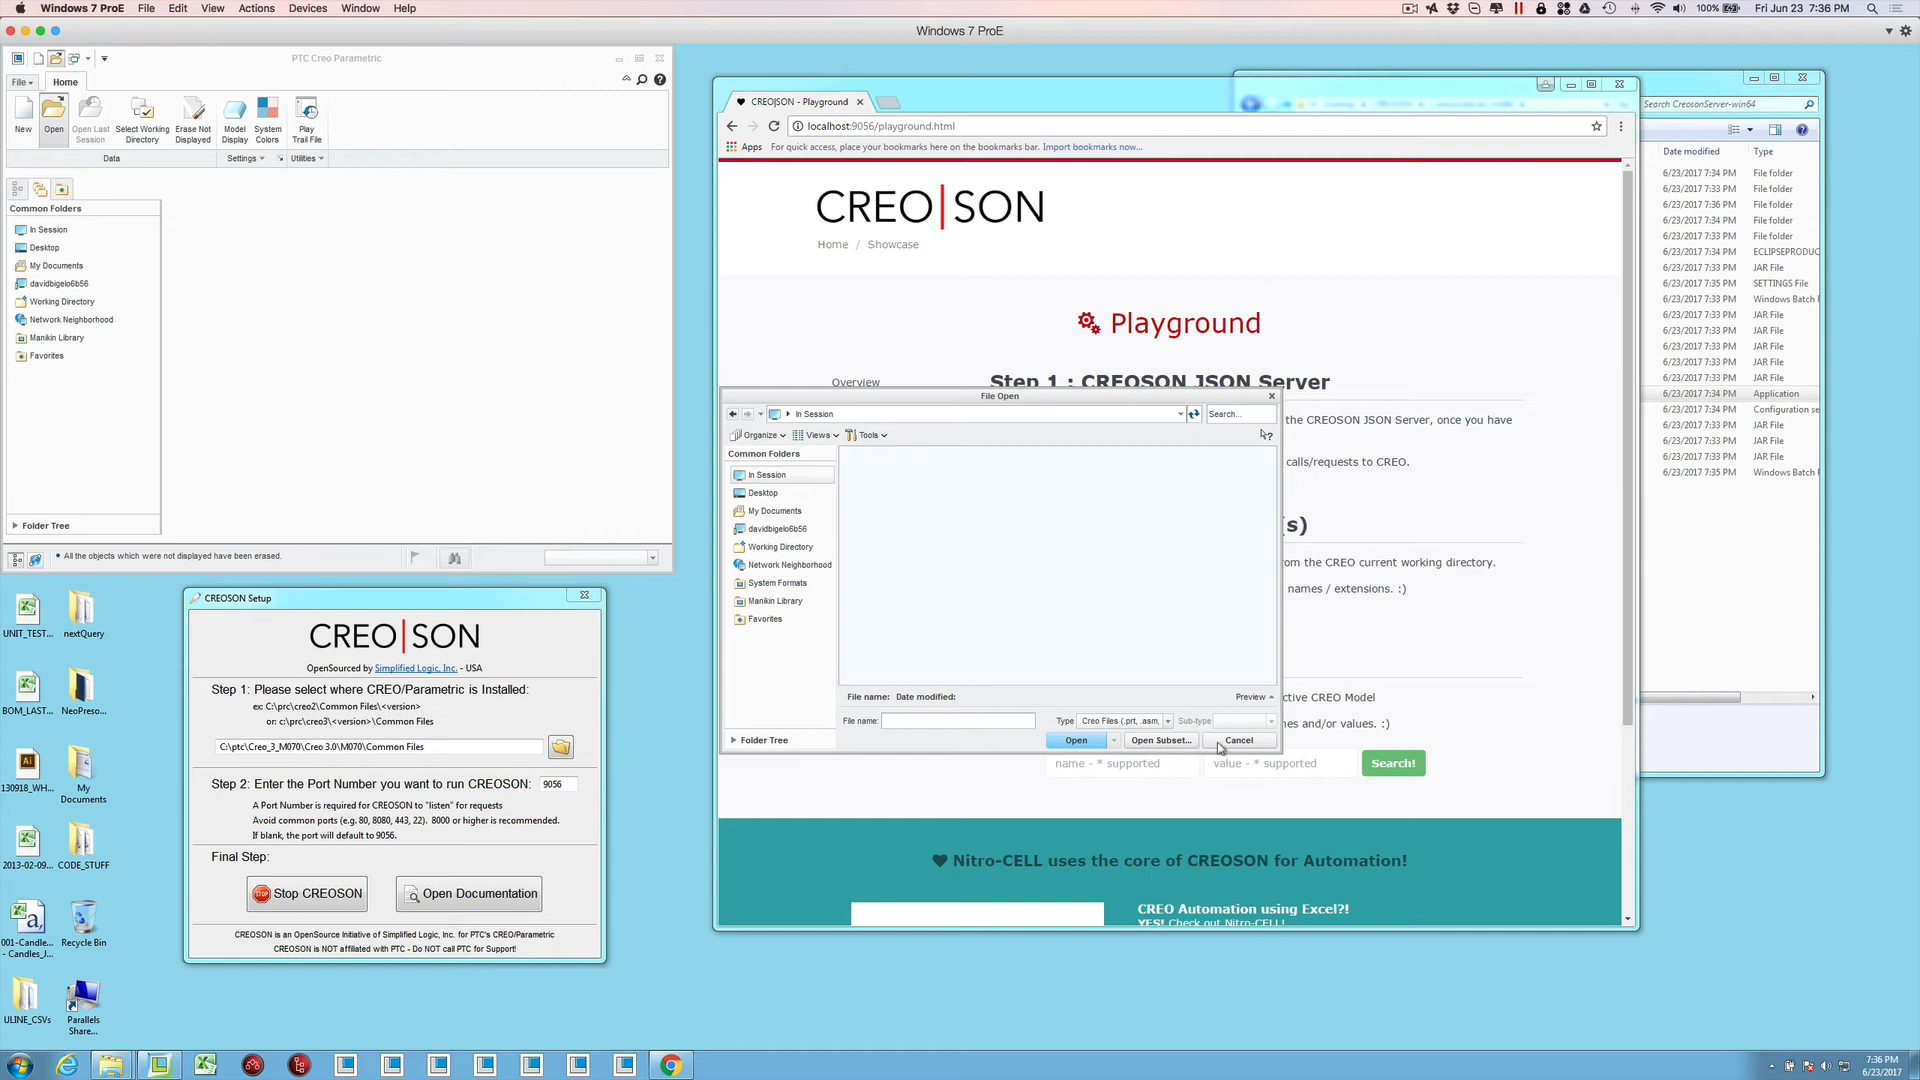 Windows 7 ProE File Edit View Actions Devices Window Help 100% Fri Jun 23 7:36 PM
Windows 7 ProE
PTC Creo Parametric
File Home
New Open Open Last Session Select Working Directory Erase Not Displayed Model Display System Colors Play Trail File
Data Settings Utilities
Common Folders
In Session
Desktop
My Documents
davidbigelo6b56
Working Directory
Network Neighborhood
Manikin Library
Favorites
Folder Tree
• All the objects which were not displayed have been erased.
CREOSON Setup
CREO|SON
OpenSourced by Simplified Logic, Inc. - USA
Step 1: Please select where CREO/Parametric is Installed:
ex: C:\prc\creo2\Common Files\<version>
or: c:\prc\creo3\<version>\Common Files
C:\ptc\Creo_3_M070\Creo 3.0\M070\Common Files
Step 2: Enter the Port Number you want to run CREOSON: 9056
A Port Number is required for CREOSON to "listen" for requests
Avoid common ports (e.g. 80, 8080, 443, 22). 8000 or higher is recommended.
If blank, the port will default to 9056.
Final Step:
Stop CREOSON Open Documentation
CREOSON is an OpenSource Initiative of Simplified Logic, Inc. for PTC's CREO/Parametric
CREOSON is NOT affiliated with PTC - Do NOT call PTC for Support!
UNIT_TEST... nextQuery
BOM_LAST... NeoPreso...
130918_WH... My Documents
2013-02-09... CODE_STUFF
001-Candle... - Candles_J... Recycle Bin
ULINE_CSVs Parallels Share...
CREO|SON - Playground
localhost:9056/playground.html
Apps For quick access, place your bookmarks here on the bookmarks bar. Import bookmarks now...
CREO|SON
Home / Showcase
Playground
Overview
Step 1 : CREOSON JSON Server
the CREOSON JSON Server, once you have
calls/requests to CREO.
(s)
om the CREO current working directory.
names / extensions. :)
ctive CREO Model
nes and/or values. :)
name - * supported value - * supported Search!
Nitro-CELL uses the core of CREOSON for Automation!
CREO Automation using Excel?!
YES! Check out Nitro-CELL!
File Open
In Session Search...
Organize Views Tools
Common Folders
In Session
Desktop
My Documents
davidbigelo6b56
Working Directory
Network Neighborhood
System Formats
Manikin Library
Favorites
File name: Date modified: Preview
File name: Type Creo Files (.prt, .asm, Sub-type
Folder Tree Open Open Subset... Cancel
Search CreosonServer-win64
Date modified Type
6/23/2017 7:34 PM File folder
6/23/2017 7:33 PM File folder
6/23/2017 7:36 PM File folder
6/23/2017 7:34 PM File folder
6/23/2017 7:33 PM File folder
6/23/2017 7:34 PM ECLIPSEPRODUC
6/23/2017 7:33 PM JAR File
6/23/2017 7:35 PM SETTINGS File
6/23/2017 7:33 PM Windows Batch F
6/23/2017 7:33 PM JAR File
6/23/2017 7:33 PM JAR File
6/23/2017 7:33 PM JAR File
6/23/2017 7:33 PM JAR File
6/23/2017 7:34 PM JAR File
6/23/2017 7:34 PM Application
6/23/2017 7:34 PM Configuration se
6/23/2017 7:33 PM JAR File
6/23/2017 7:33 PM JAR File
6/23/2017 7:33 PM JAR File
6/23/2017 7:35 PM Windows Batch F
7:36 PM
6/23/2017